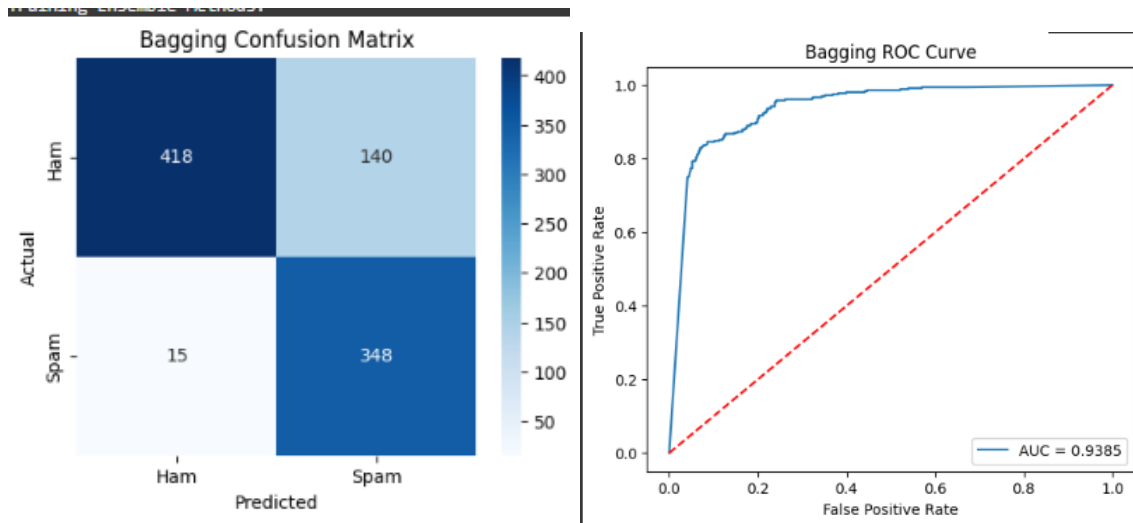 Training Ensemble Methods:
Bagging Confusion Matrix
Ham
Spam
Actual
418
140
15
348
Ham
Spam
Predicted
400
350
300
250
200
150
100
50
Bagging ROC Curve
True Positive Rate
1.0
0.8
0.6
0.4
0.2
0.0
AUC = 0.9385
0.0
0.2
0.4
0.6
0.8
1.0
False Positive Rate